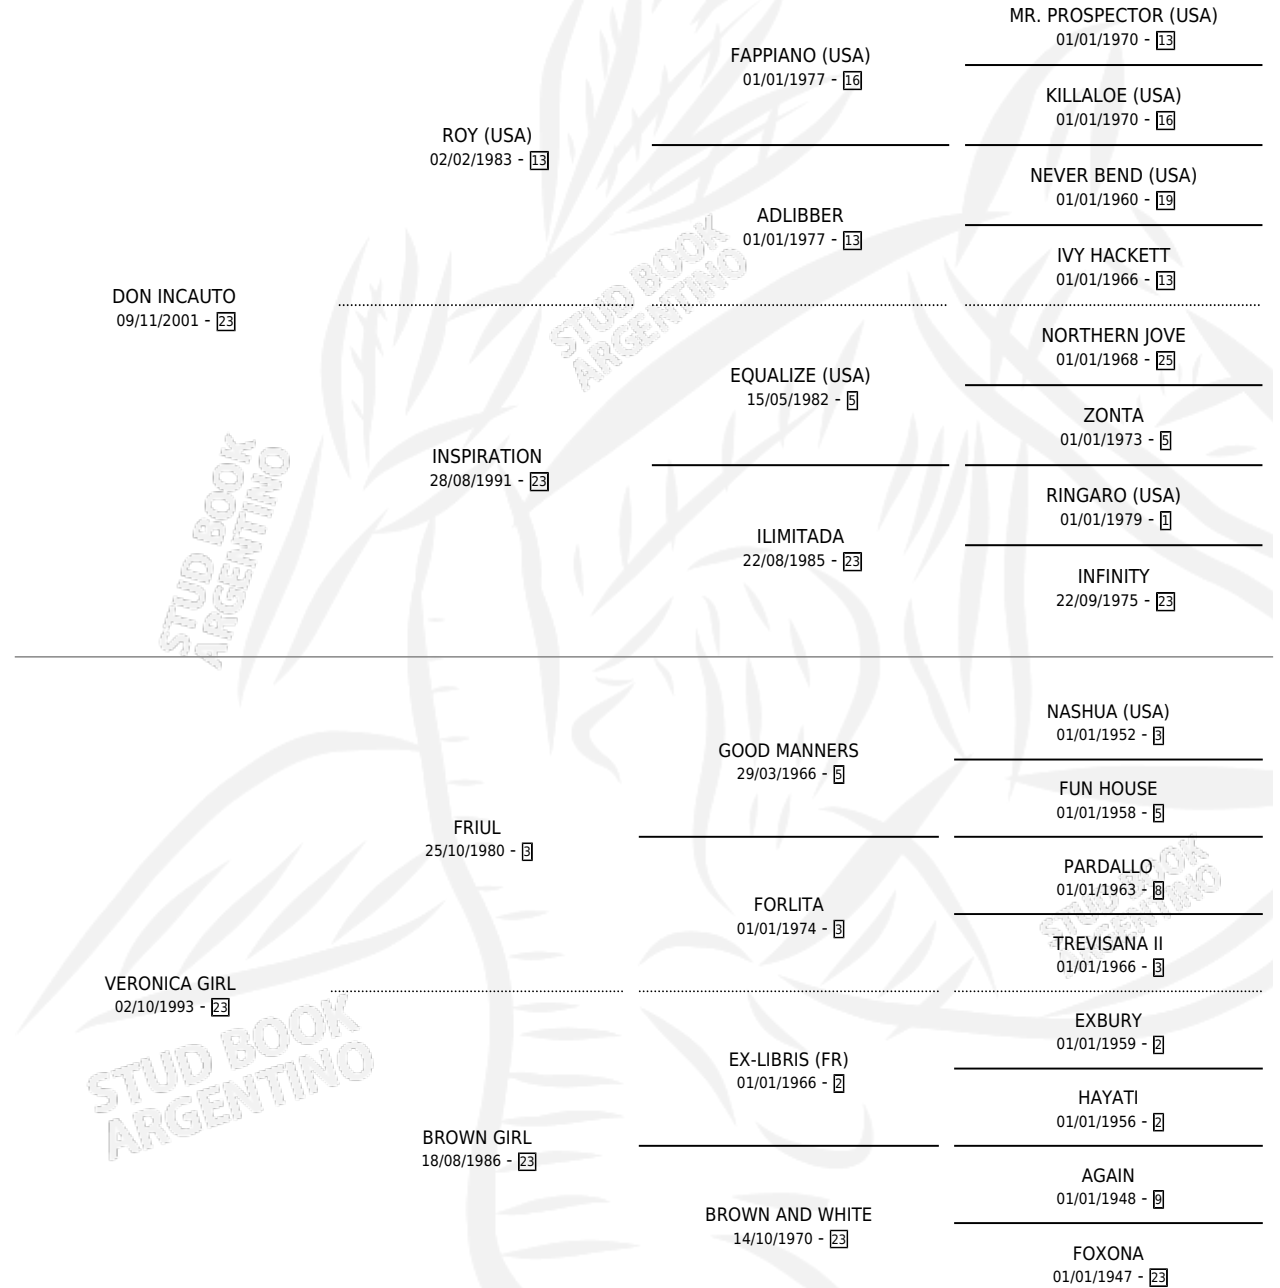 MR. PROSPECTOR (USA)
01/01/1970 - 13
FAPPIANO (USA)
01/01/1977 - 16
KILLALOE (USA)
01/01/1970 - 16
ROY (USA)
02/02/1983 - 13
NEVER BEND (USA)
01/01/1960 - 19
ADLIBBER
01/01/1977 - 13
IVY HACKETT
01/01/1966 - 13
DON INCAUTO
09/11/2001 - 23
NORTHERN JOVE
01/01/1968 - 25
EQUALIZE (USA)
15/05/1982 - 5
ZONTA
01/01/1973 - 5
INSPIRATION
28/08/1991 - 23
RINGARO (USA)
01/01/1979 - 1
ILIMITADA
22/08/1985 - 23
INFINITY
22/09/1975 - 23
NASHUA (USA)
01/01/1952 - 3
GOOD MANNERS
29/03/1966 - 5
FUN HOUSE
01/01/1958 - 5
FRIUL
25/10/1980 - 3
PARDALLO
01/01/1963 - 8
FORLITA
01/01/1974 - 3
TREVISANA II
01/01/1966 - 3
VERONICA GIRL
02/10/1993 - 23
EXBURY
01/01/1959 - 2
EX-LIBRIS (FR)
01/01/1966 - 2
HAYATI
01/01/1956 - 2
BROWN GIRL
18/08/1986 - 23
AGAIN
01/01/1948 - 9
BROWN AND WHITE
14/10/1970 - 23
FOXONA
01/01/1947 - 23
STUD BOOK
ARGENTINO
STUD BOOK
ARGENTINO
STUD BOOK
ARGENTINO
STUD BOOK
ARGENTINO